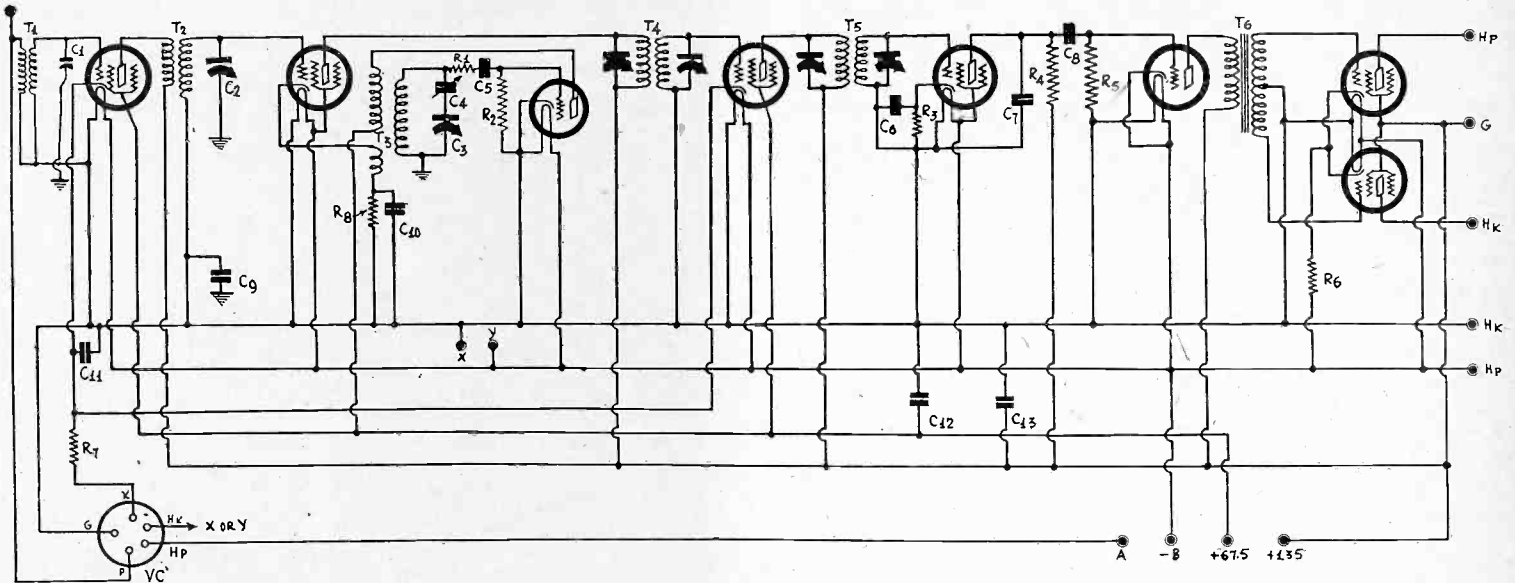 T1
C1
T2
C2
C9
R1
C4
C5
C3
R2
T3
R8
C10
T4
T5
C6
R3
C7
R4
C8
R5
T6
R6
HP
G
HK
HK
HP
X
Y
C11
C12
C13
R7
K
G
HK
X OR Y
HP
P
VC
A
-B
+67.5
+135